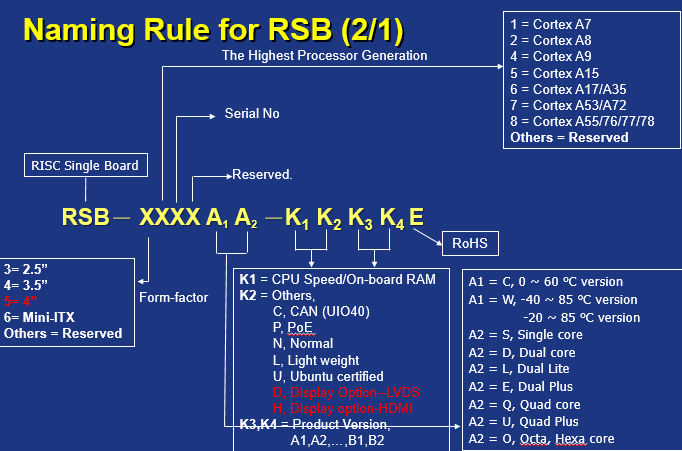 Naming Rule for RSB (2/1)
The Highest Processor Generation
1 = Cortex A7
2 = Cortex A8
4 = Cortex A9
5 = Cortex A15
6 = Cortex A17/A35
7 = Cortex A53/A72
8 = Cortex A55/76/77/78
Others = Reserved
Serial No
RISC Single Board
Reserved.
RSB — XXXX A1 A2 — K1 K2 K3 K4 E
RoHS
3= 2.5”
4= 3.5”
5= 4”
6= Mini-ITX
Others = Reserved
Form-factor
K1 = CPU Speed/On-board RAM
K2 = Others,
C, CAN (UIO40)
P, PoE
N, Normal
L, Light weight
U, Ubuntu certified
D, Display Option--LVDS
H, Display option-HDMI
K3,K4 = Product Version,
A1,A2,…,B1,B2
A1 = C, 0 ~ 60 ºC version
A1 = W, -40 ~ 85 ºC version
-20 ~ 85 ºC version
A2 = S, Single core
A2 = D, Dual core
A2 = L, Dual Lite
A2 = E, Dual Plus
A2 = Q, Quad core
A2 = U, Quad Plus
A2 = O, Octa, Hexa core